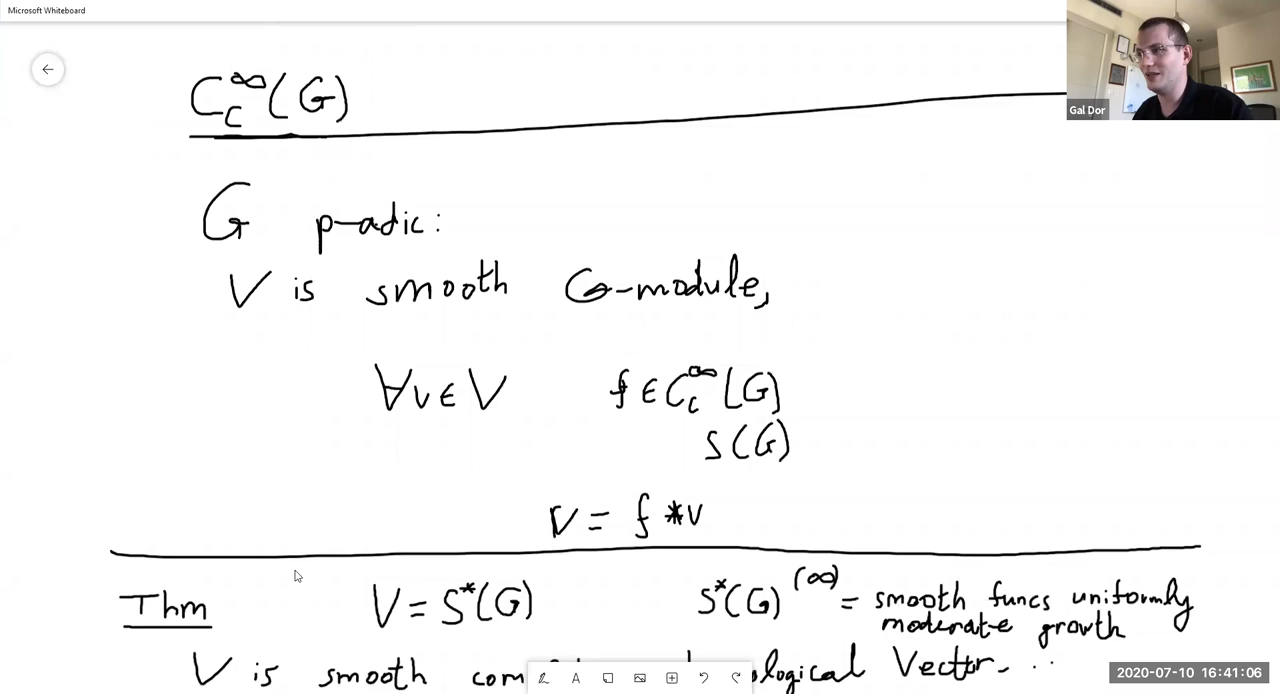 Microsoft Whiteboard
C_c^∞(G)
Gal Dor
G p-adic:
V is smooth G-module,
∀v∈V f∈C_c^∞(G)
S(G)
v = f * v
Thm V = S*(G) S*(G)^(∞) = smooth funcs uniformly
moderate growth
V is smooth ological Vector- ..
2020-07-10 16:41:06